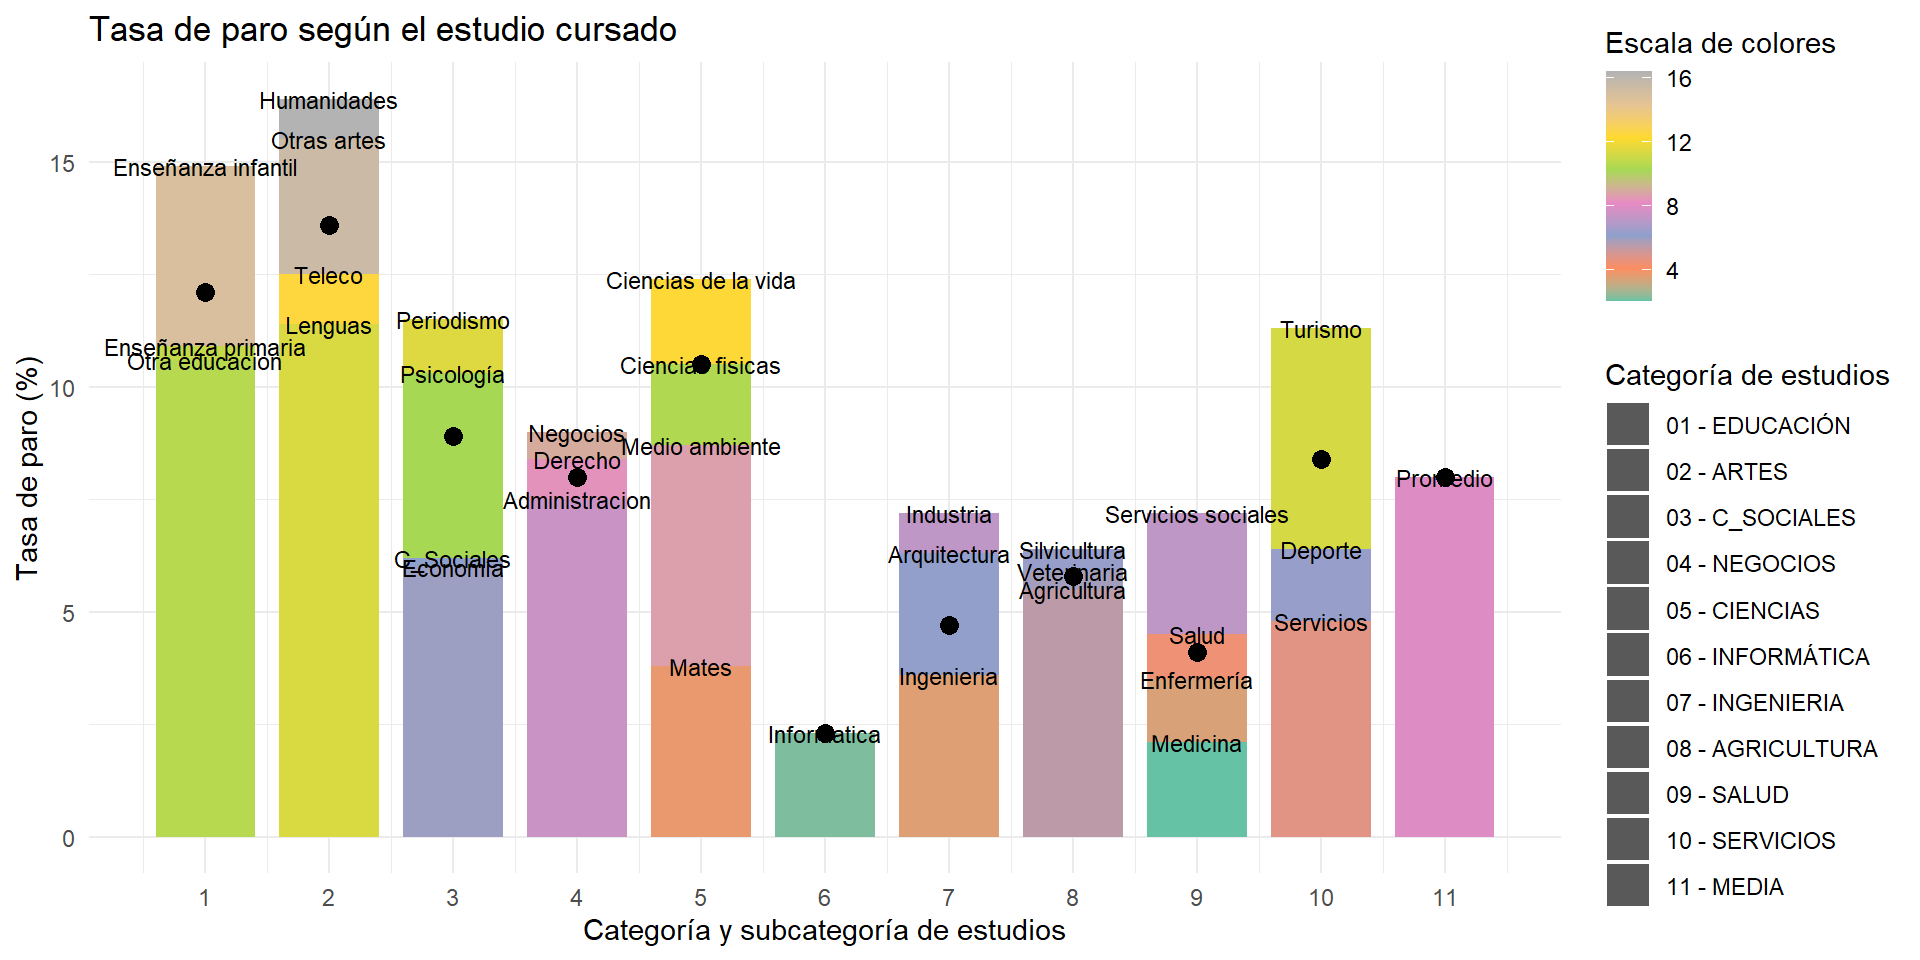 Tasa de paro según el estudio cursado
Tasa de paro (%)
15
10
5
0
Humanidades
Otras artes
Enseñanza infantil
Teleco
Ciencias de la vida
Periodismo
Lenguas
Turismo
Enseñanza primaria
Otra educación
Ciencias fisicas
Psicología
Negocios
Medio ambiente
Derecho
Promedio
Administracion
Industria
Servicios sociales
Silvicultura
Arquitectura
Deporte
C_Sociales
Economía
Veterinaria
Agricultura
Servicios
Salud
Mates
Ingenieria
Enfermería
Informatica
Medicina
1 2 3 4 5 6 7 8 9 10 11
Categoría y subcategoría de estudios
Escala de colores
16
12
8
4
Categoría de estudios
01 - EDUCACIÓN
02 - ARTES
03 - C_SOCIALES
04 - NEGOCIOS
05 - CIENCIAS
06 - INFORMÁTICA
07 - INGENIERIA
08 - AGRICULTURA
09 - SALUD
10 - SERVICIOS
11 - MEDIA